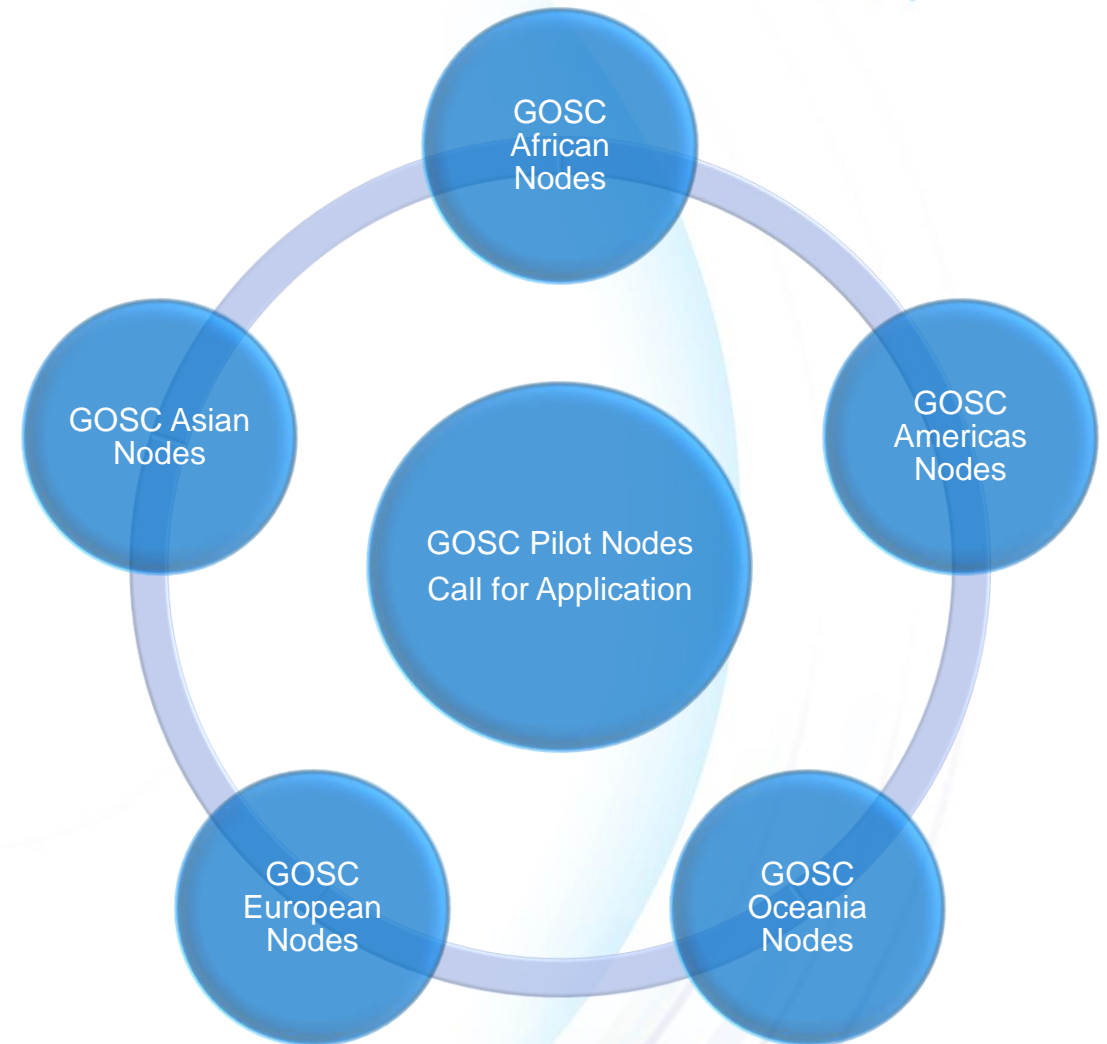 GOSC
African
Nodes
GOSC Asian
Nodes
GOSC
Americas
Nodes
GOSC Pilot Nodes
Call for Application
GOSC
European
Nodes
GOSC
Oceania
Nodes